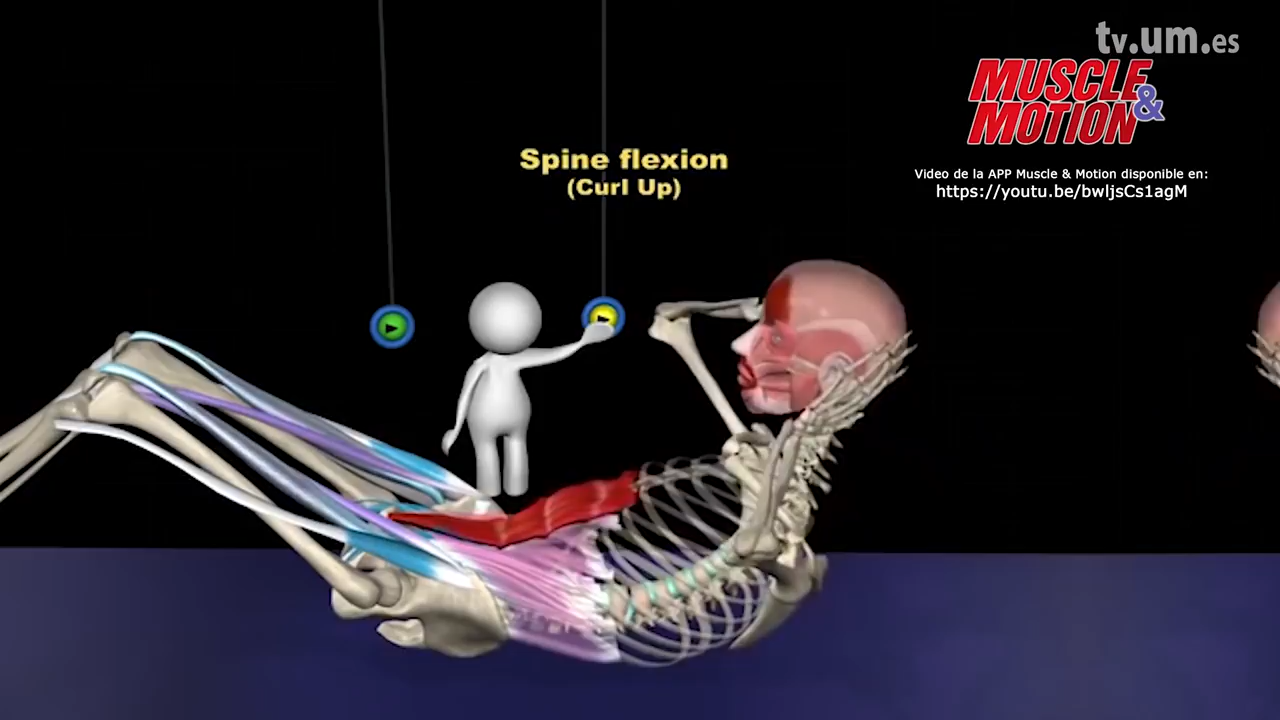 tv.um.es
MUSCLE &
MOTION
Spine flexion
(Curl Up)
Video de la APP Muscle & Motion disponible en:
https://youtu.be/bwljsCs1agM